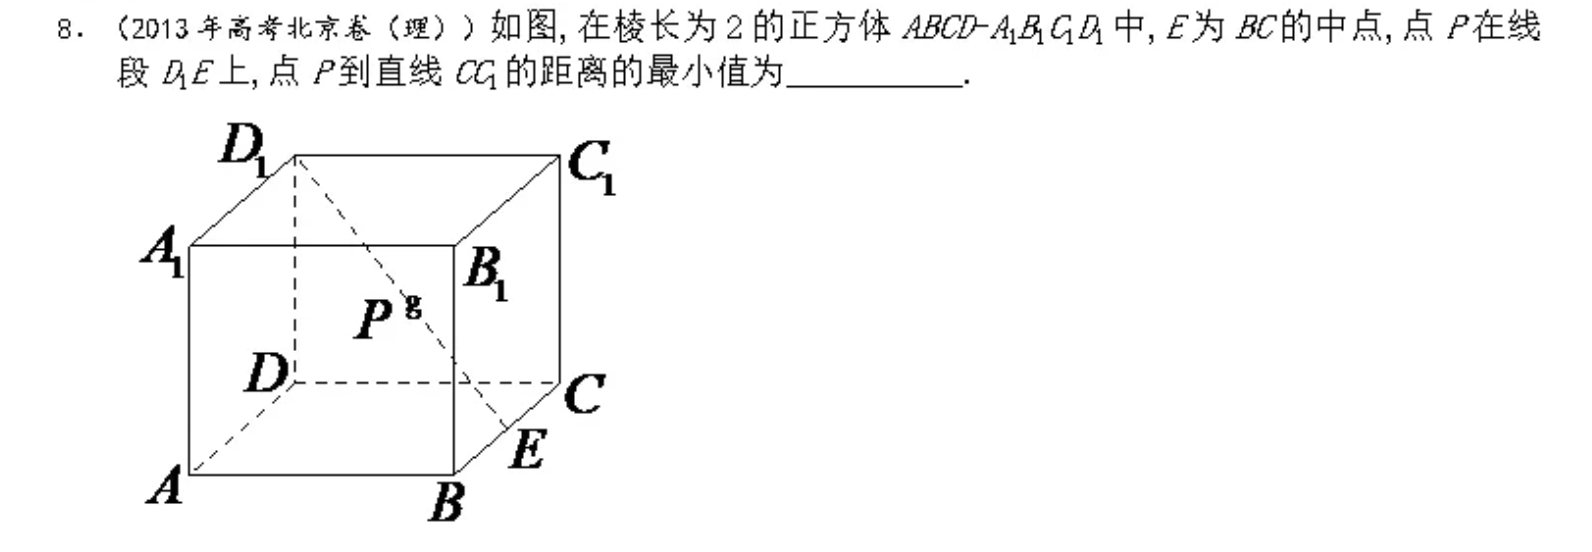 8. （2013年高考北京卷（理））如图,在棱长为2的正方体ABCD-A₁B₁C₁D₁中,E为BC的中点,点P在线
段D₁E上,点P到直线CC₁的距离的最小值为__________.
D₁
C₁
A₁
B₁
P g
D
C
E
A
B